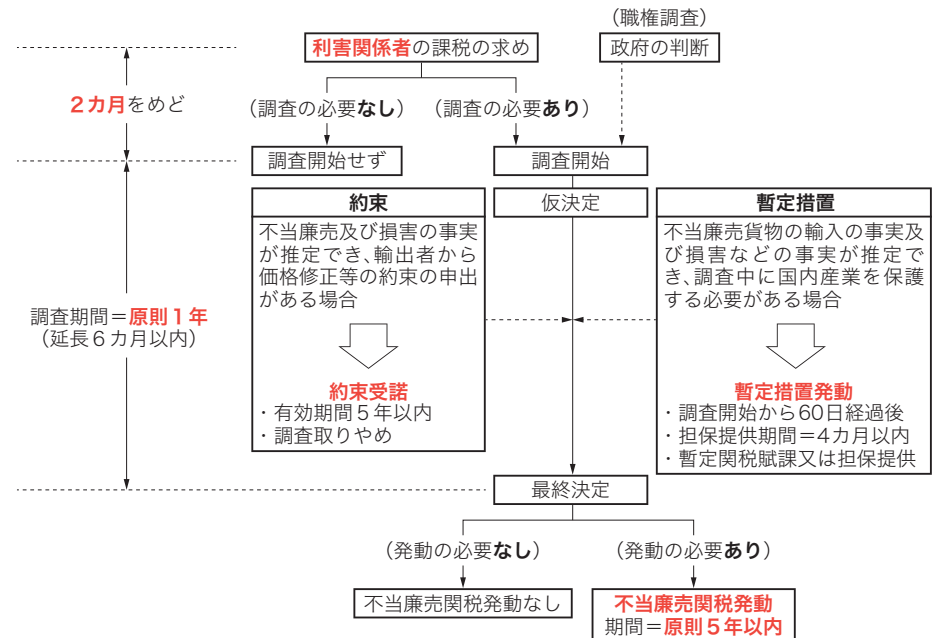 （職権調査）
利害関係者の課税の求め
政府の判断
2カ月をめど
（調査の必要なし）
（調査の必要あり）
調査開始せず
調査開始
約束
不当廉売及び損害の事実
が推定でき、輸出者から
価格修正等の約束の申出
がある場合
約束受諾
・有効期間５年以内
・調査取りやめ
仮決定
暫定措置
不当廉売貨物の輸入の事実及
び損害などの事実が推定で
き、調査中に国内産業を保護
する必要がある場合
暫定措置発動
・調査開始から60日経過後
・担保提供期間＝4カ月以内
・暫定関税賦課又は担保提供
調査期間＝原則１年
（延長６カ月以内）
最終決定
（発動の必要なし）
（発動の必要あり）
不当廉売関税発動なし
不当廉売関税発動
期間＝原則５年以内